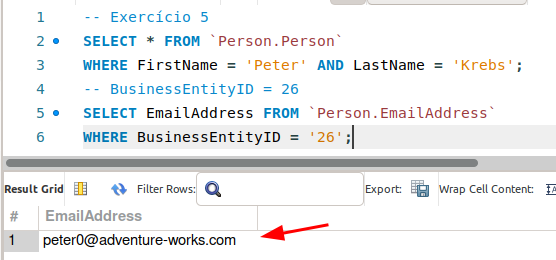 1 -- Exercício 5
2 SELECT * FROM `Person.Person`
3 WHERE FirstName = 'Peter' AND LastName = 'Krebs';
4 -- BusinessEntityID = 26
5 SELECT EmailAddress FROM `Person.EmailAddress`
6 WHERE BusinessEntityID = '26';
Result Grid Filter Rows: Export: Wrap Cell Content:
# EmailAddress
1 peter0@adventure-works.com